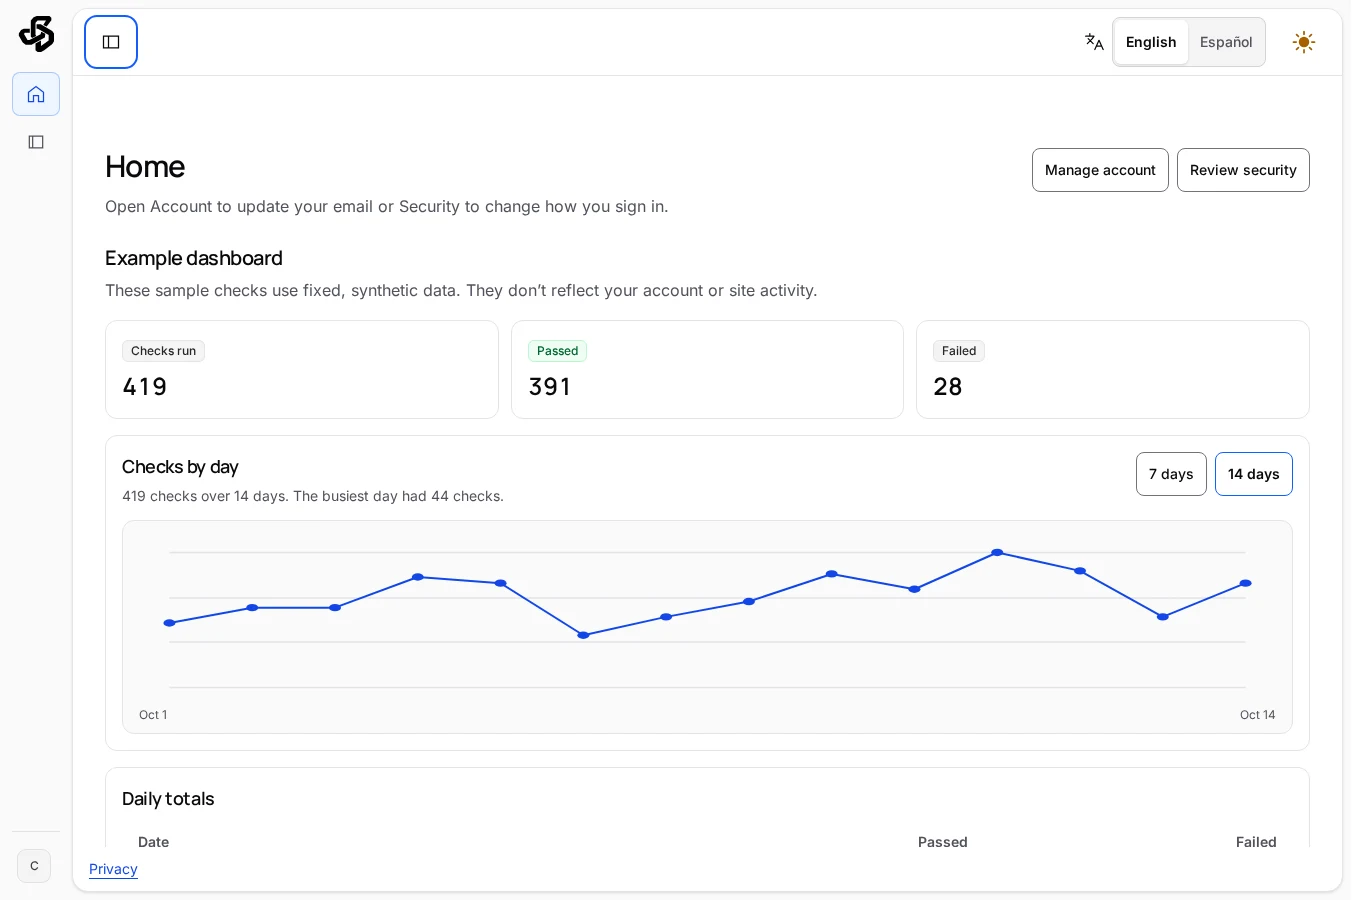 English
Español
Home
Manage account
Review security
Open Account to update your email or Security to change how you sign in.
Example dashboard
These sample checks use fixed, synthetic data. They don’t reflect your account or site activity.
Checks run
419
Passed
391
Failed
28
Checks by day
419 checks over 14 days. The busiest day had 44 checks.
7 days
14 days
Oct 1
Oct 14
Daily totals
Date
Passed
Failed
C
Privacy